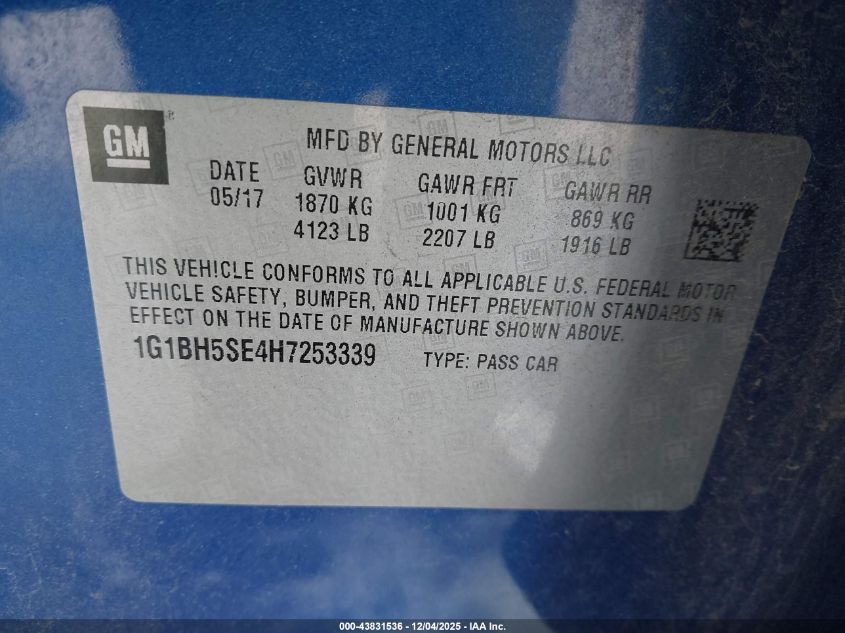 GM
MFD BY GENERAL MOTORS LLC
DATE GVWR GAWR FRT GAWR RR
05/17 1870 KG 1001 KG 869 KG
4123 LB 2207 LB 1916 LB
THIS VEHICLE CONFORMS TO ALL APPLICABLE U.S. FEDERAL MOTOR
VEHICLE SAFETY, BUMPER, AND THEFT PREVENTION STANDARDS IN
EFFECT ON THE DATE OF MANUFACTURE SHOWN ABOVE.
1G1BH5SE4H7253339 TYPE: PASS CAR
000-43831536 - 12/04/2025 - IAA Inc.